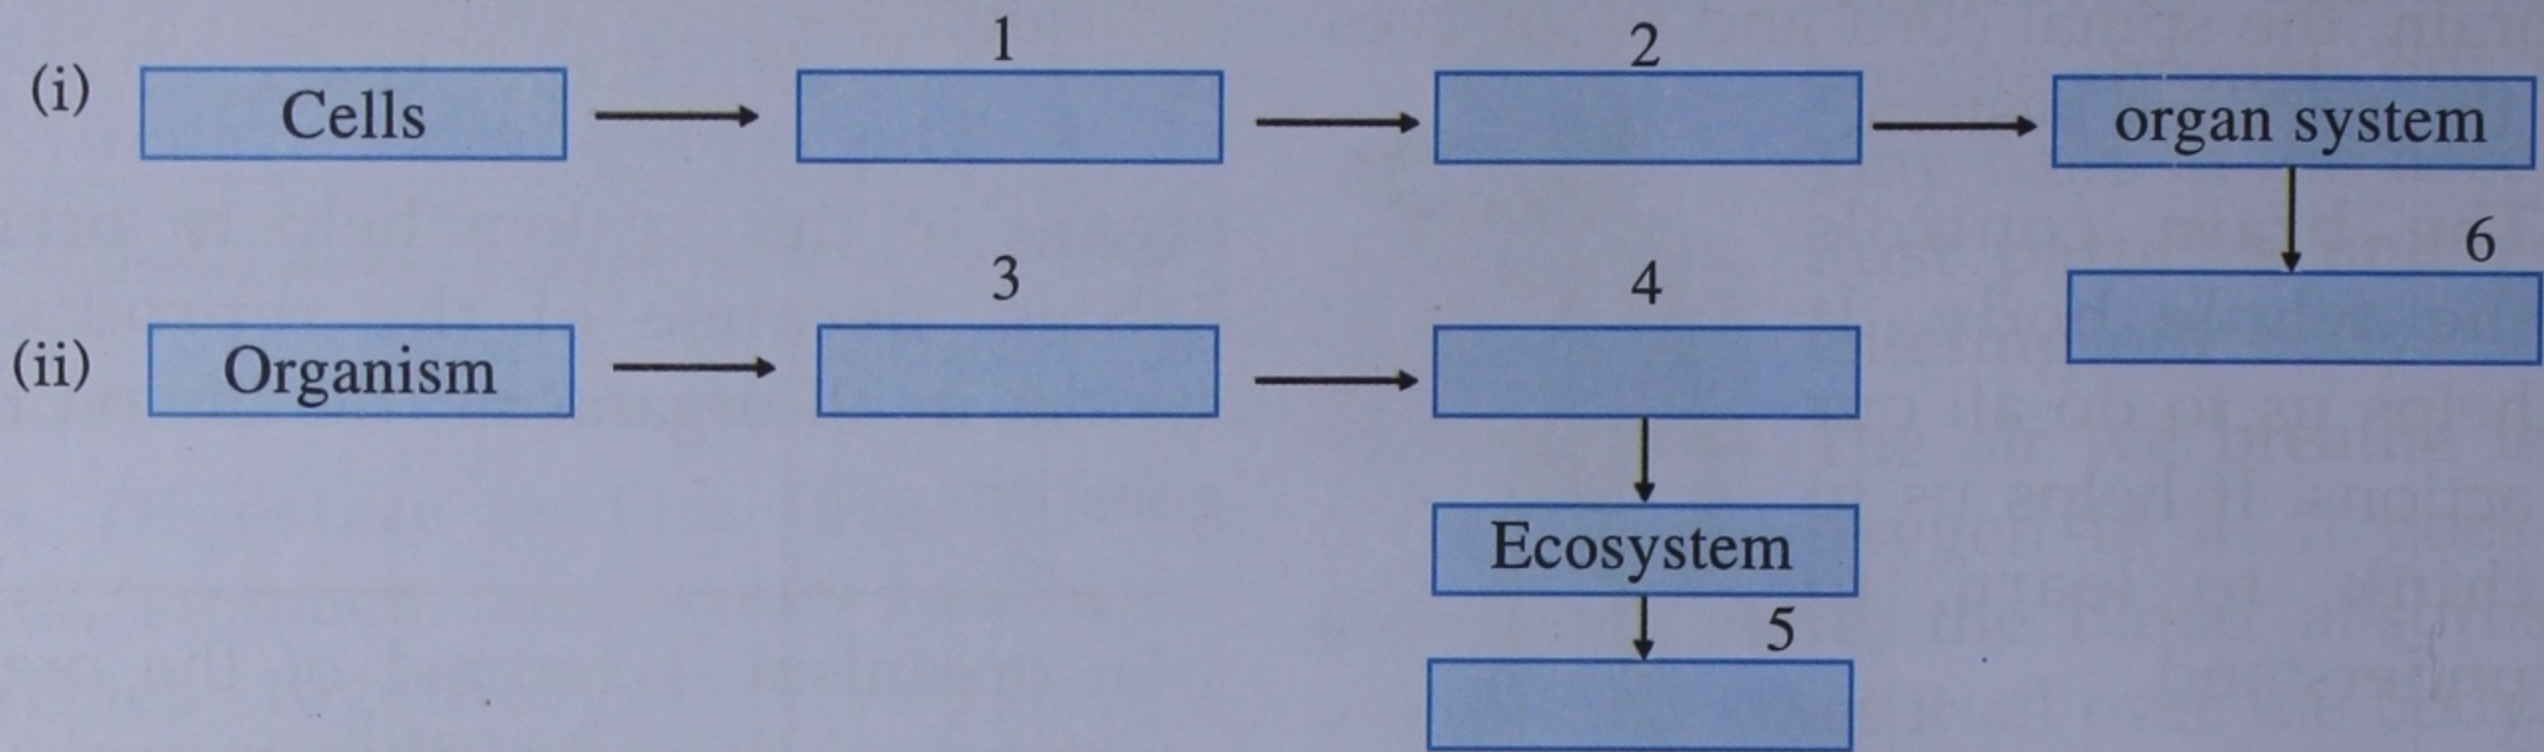 1 2
(i) Cells organ system
6
3 4
(ii) Organism
Ecosystem
5